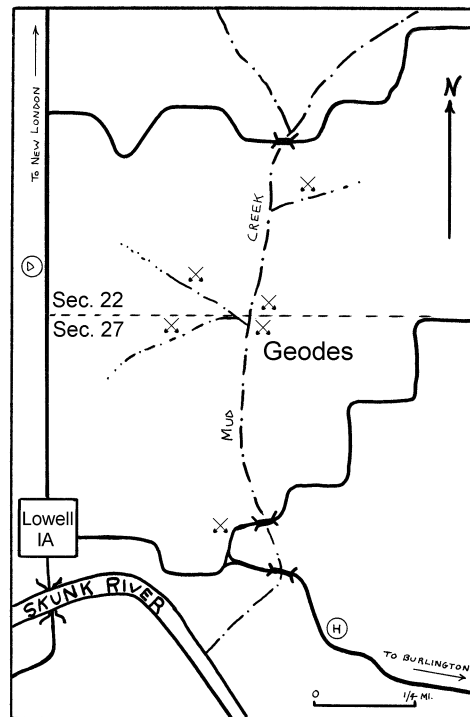 TO NEW LONDON
N
CREEK
D
Sec. 22
Sec. 27
Geodes
MUD
Lowell
IA
SKUNK RIVER
H
TO BURLINGTON
0
1/4 MI.